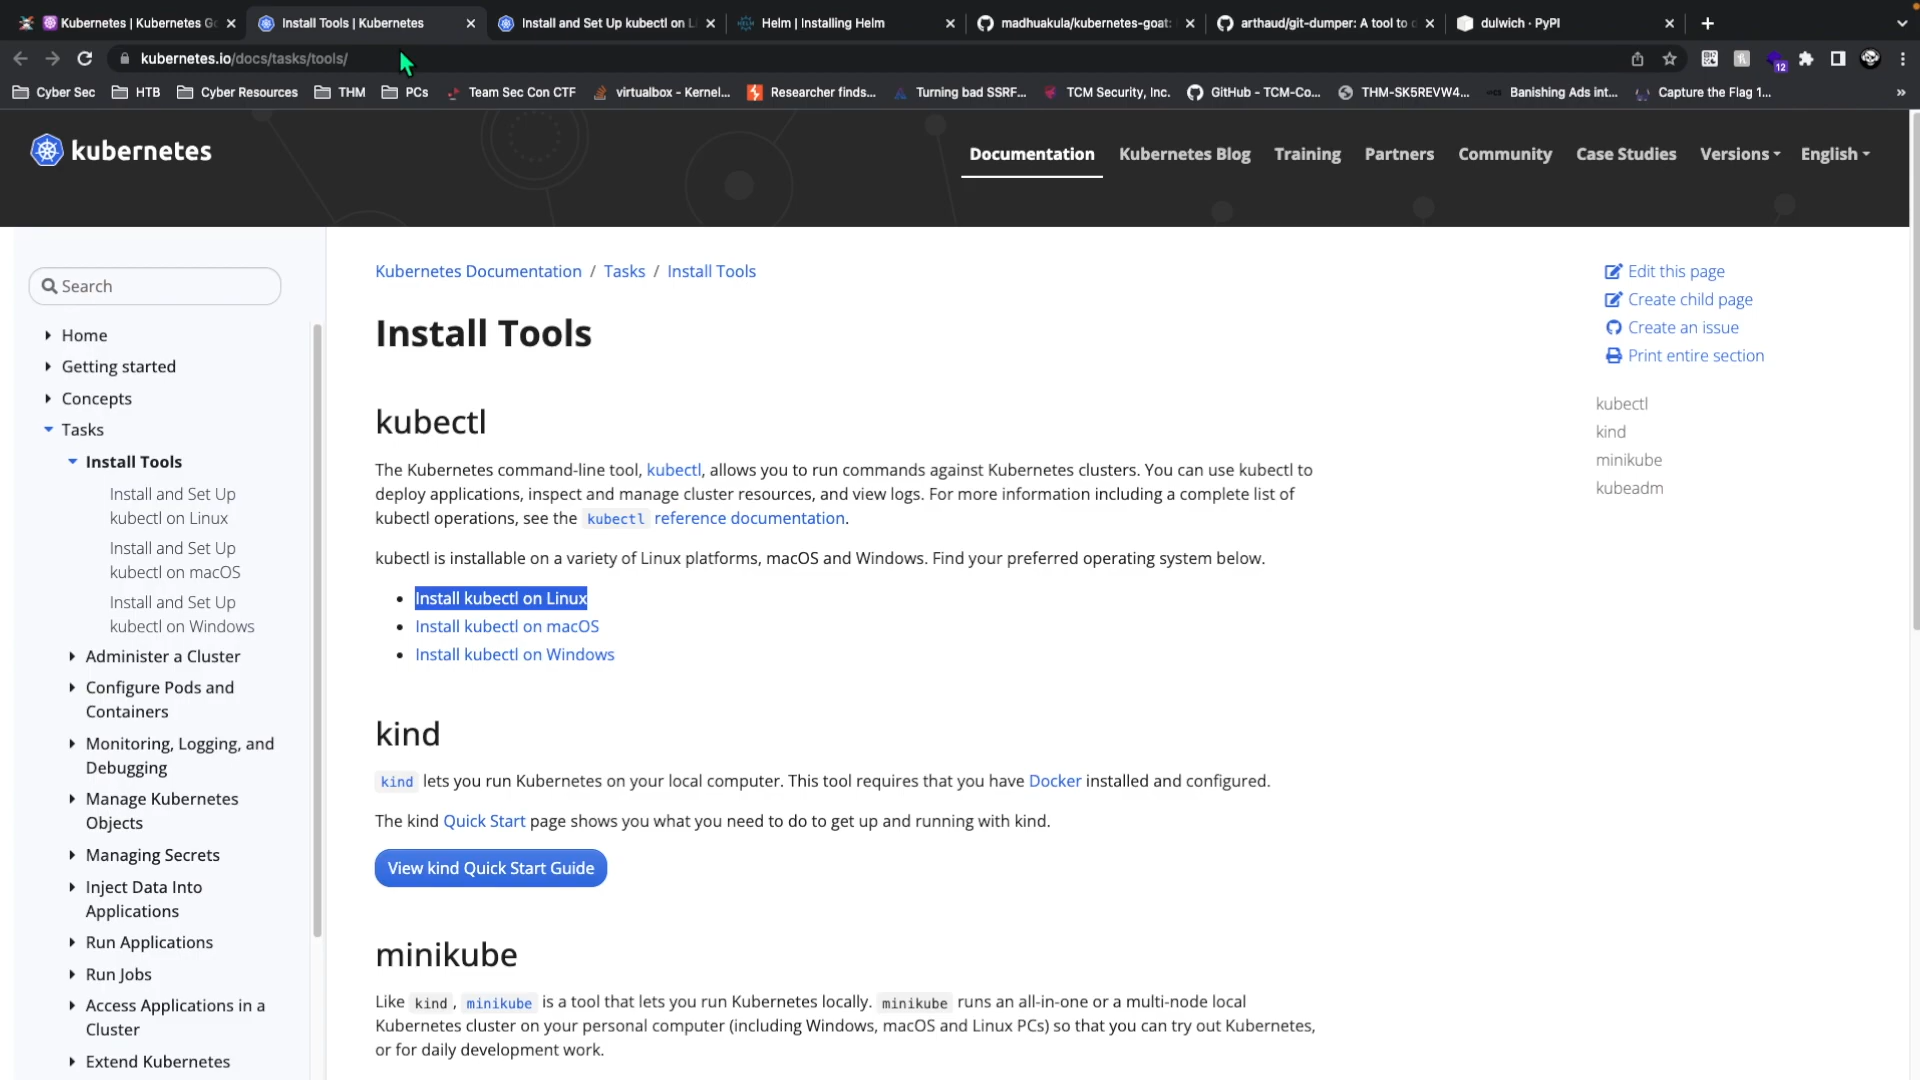 Kubernetes | Kubernetes Go
Install Tools | Kubernetes
Install and Set Up kubectl on Li
Helm | Installing Helm
madhuakula/kubernetes-goat:
arthaud/git-dumper: A tool to d
dulwich · PyPI
kubernetes.io/docs/tasks/tools/
12
Cyber Sec
HTB
Cyber Resources
THM
PCs
Team Sec Con CTF
virtualbox - Kernel...
Researcher finds...
Turning bad SSRF...
TCM Security, Inc.
GitHub - TCM-Co...
THM-SK5REVW4...
Banishing Ads int...
Capture the Flag 1...
»
kubernetes
Documentation
Kubernetes Blog
Training
Partners
Community
Case Studies
Versions
English
Search
Home
Getting started
Concepts
Tasks
Install Tools
Install and Set Up
kubectl on Linux
Install and Set Up
kubectl on macOS
Install and Set Up
kubectl on Windows
Administer a Cluster
Configure Pods and
Containers
Monitoring, Logging, and
Debugging
Manage Kubernetes
Objects
Managing Secrets
Inject Data Into
Applications
Run Applications
Run Jobs
Access Applications in a
Cluster
Extend Kubernetes
Kubernetes Documentation / Tasks / Install Tools
Install Tools
kubectl
The Kubernetes command-line tool, kubectl, allows you to run commands against Kubernetes clusters. You can use kubectl to
deploy applications, inspect and manage cluster resources, and view logs. For more information including a complete list of
kubectl operations, see the kubectl reference documentation.
kubectl is installable on a variety of Linux platforms, macOS and Windows. Find your preferred operating system below.
• Install kubectl on Linux
• Install kubectl on macOS
• Install kubectl on Windows
kind
kind lets you run Kubernetes on your local computer. This tool requires that you have Docker installed and configured.
The kind Quick Start page shows you what you need to do to get up and running with kind.
View kind Quick Start Guide
minikube
Like kind, minikube is a tool that lets you run Kubernetes locally. minikube runs an all-in-one or a multi-node local
Kubernetes cluster on your personal computer (including Windows, macOS and Linux PCs) so that you can try out Kubernetes,
or for daily development work.
Edit this page
Create child page
Create an issue
Print entire section
kubectl
kind
minikube
kubeadm